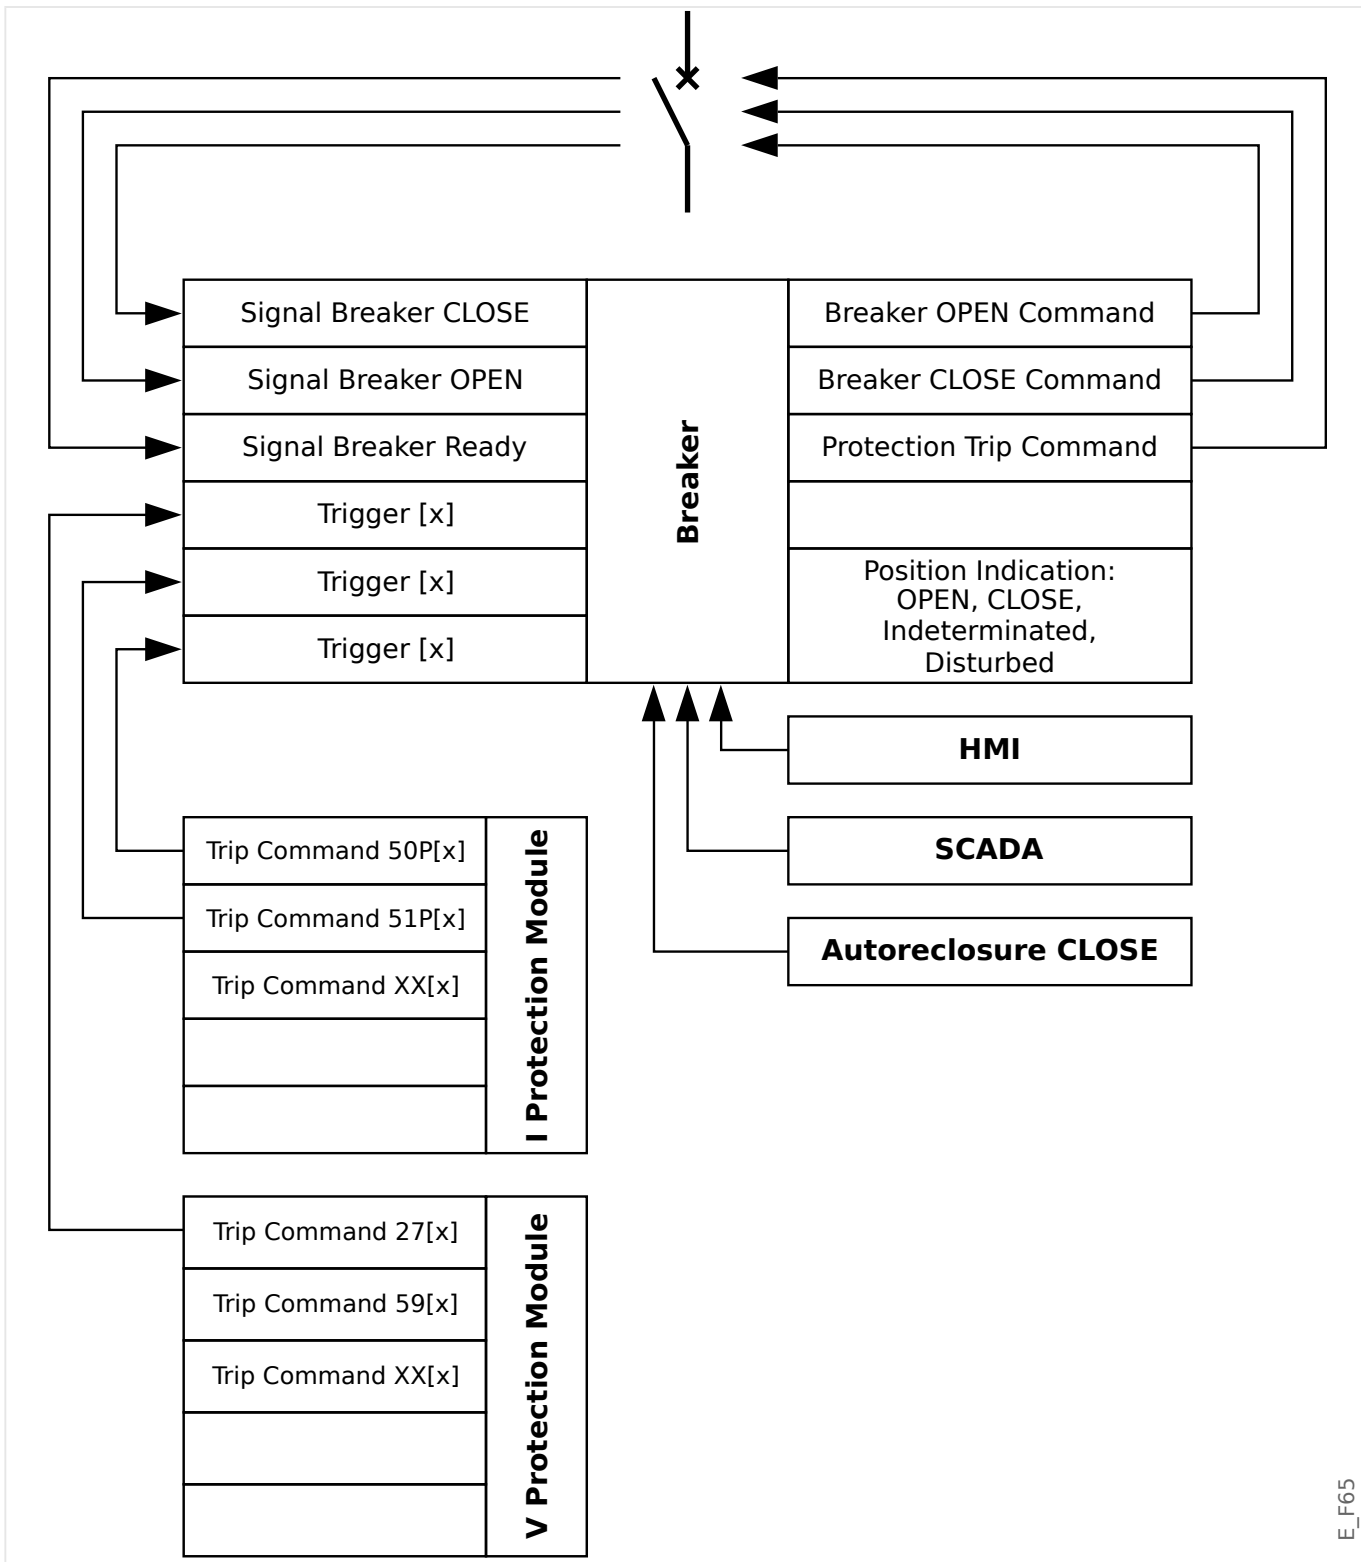 Signal Breaker CLOSE
Signal Breaker OPEN
Signal Breaker Ready
Trigger [x]
Trigger [x]
Trigger [x]
Breaker
Breaker OPEN Command
Breaker CLOSE Command
Protection Trip Command
Position Indication:
OPEN, CLOSE,
Indeterminated,
Disturbed
HMI
SCADA
Autoreclosure CLOSE
Trip Command 50P[x]
Trip Command 51P[x]
Trip Command XX[x]
I Protection Module
Trip Command 27[x]
Trip Command 59[x]
Trip Command XX[x]
V Protection Module
E_F65